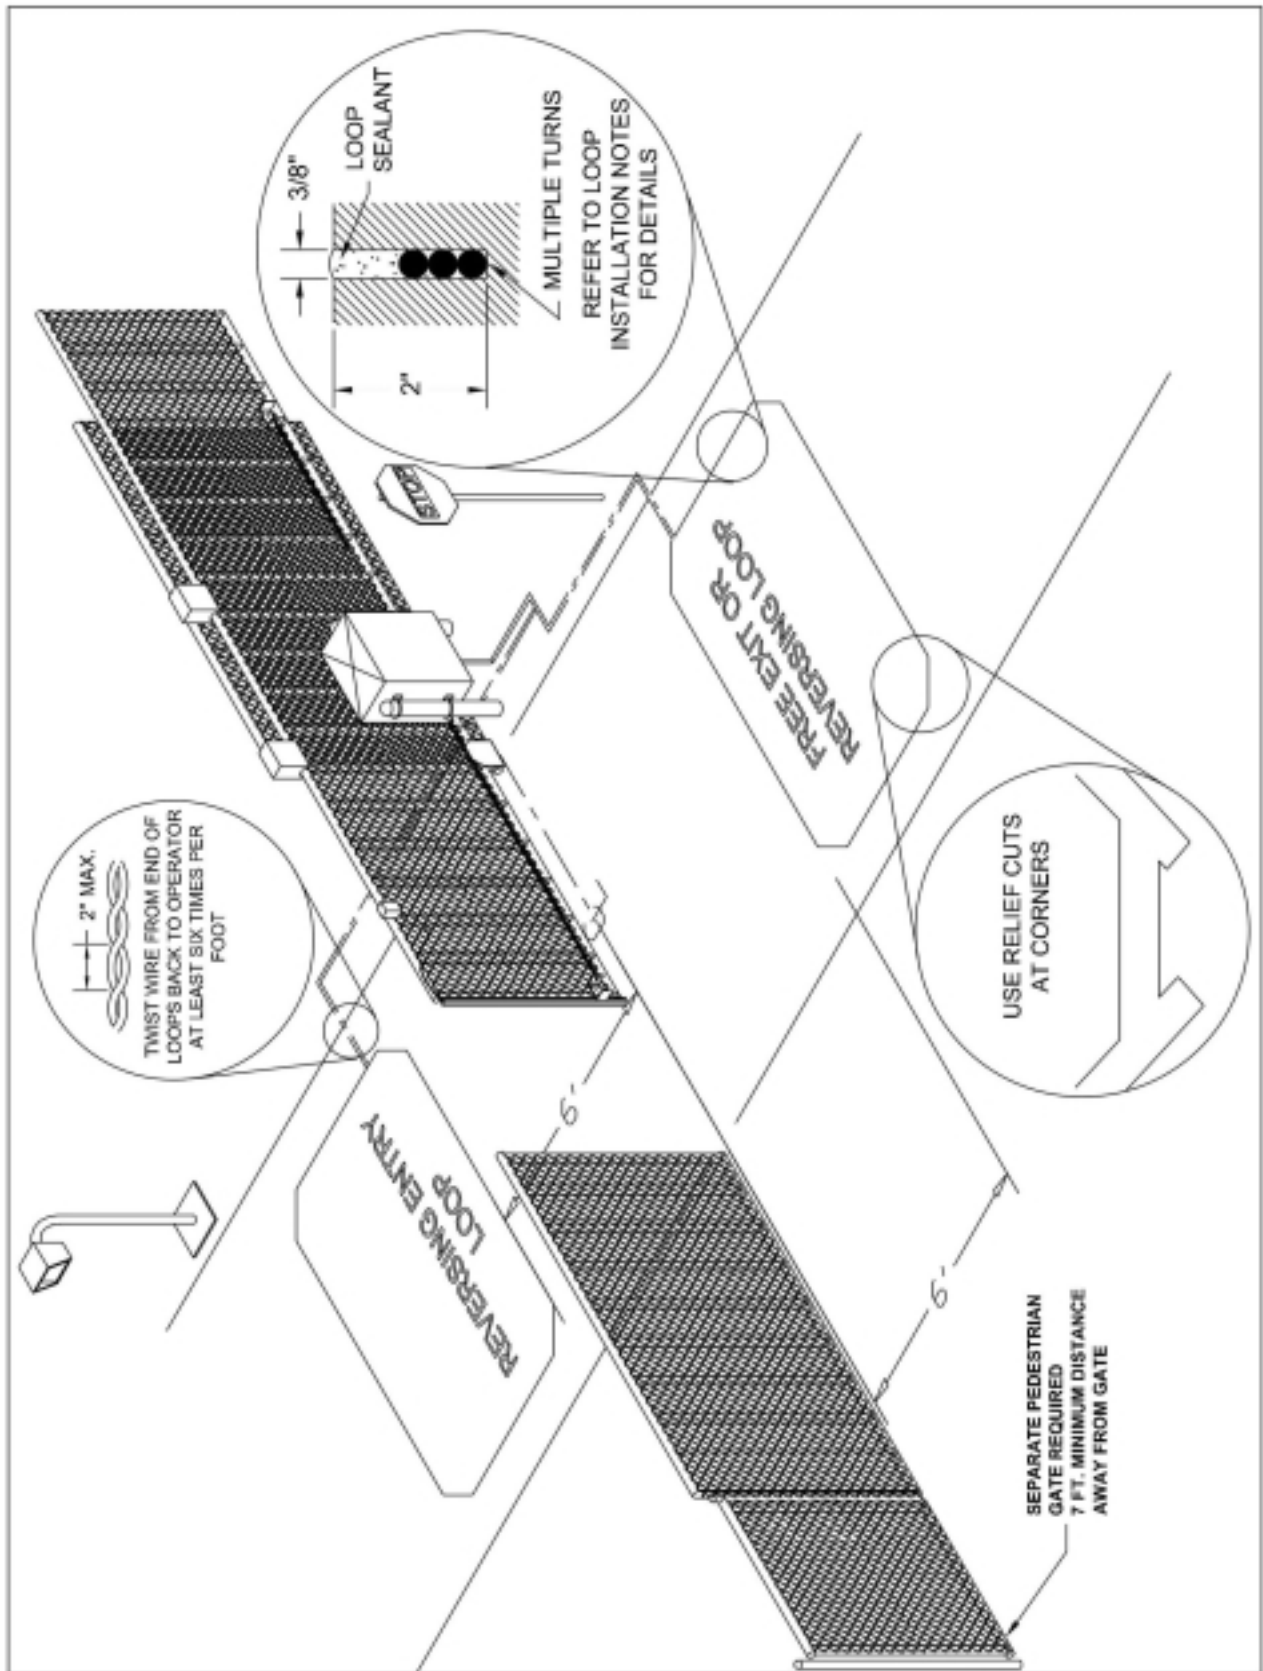 2" MAX.
TWIST WIRE FROM END OF
LOOPS BACK TO OPERATOR
AT LEAST SIX TIMES PER
FOOT
3/8"
LOOP
SEALANT
2"
MULTIPLE TURNS
REFER TO LOOP
INSTALLATION NOTES
FOR DETAILS
STOP
REVERSING ENTRY
LOOP
6'
FREE EXIT OR
REVERSING LOOP
6'
USE RELIEF CUTS
AT CORNERS
SEPARATE PEDESTRIAN
GATE REQUIRED
7 FT. MINIMUM DISTANCE
AWAY FROM GATE